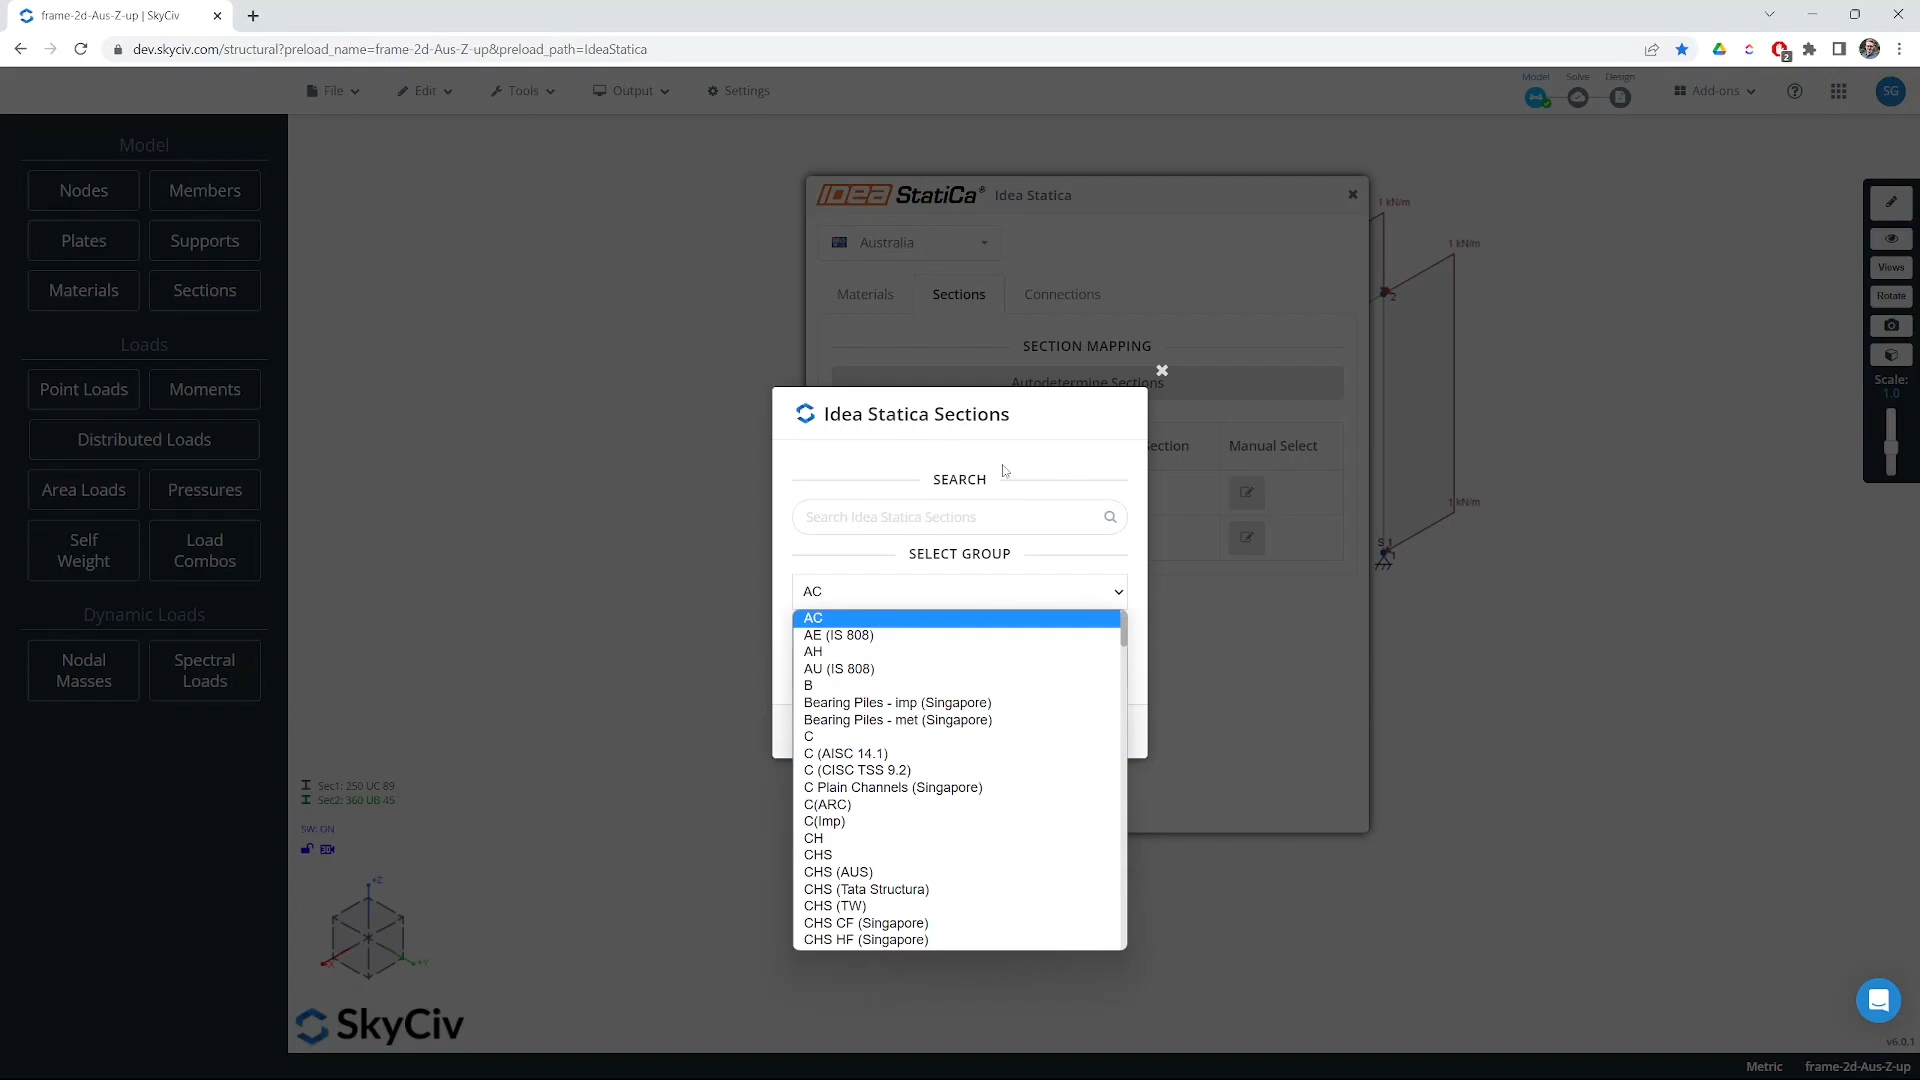 frame-2d-Aus-Z-up | SkyCiv
dev.skyciv.com/structural?preload_name=frame-2d-Aus-Z-up&preload_path=IdeaStatica
2
File
Edit
Tools
Output
Settings
Model
Solve
Design
Add-ons
SG
Model
Nodes
Members
Plates
Supports
Materials
Sections
Loads
Point Loads
Moments
Distributed Loads
Area Loads
Pressures
Self
Weight
Load
Combos
Dynamic Loads
Nodal
Masses
Spectral
Loads
IDEA StatiCa® Idea Statica
Australia
Materials
Sections
Connections
SECTION MAPPING
Autodetermine Sections
Section
Manual Select
Idea Statica Sections
SEARCH
Search Idea Statica Sections
SELECT GROUP
AC
AC
AE (IS 808)
AH
AU (IS 808)
B
Bearing Piles - imp (Singapore)
Bearing Piles - met (Singapore)
C
C (AISC 14.1)
C (CISC TSS 9.2)
C Plain Channels (Singapore)
C(ARC)
C(Imp)
CH
CHS
CHS (AUS)
CHS (Tata Structura)
CHS (TW)
CHS CF (Singapore)
CHS HF (Singapore)
1 kN/m
1 kN/m
2
1 kN/m
S
1
1
Views
Rotate
Scale:
1.0
Sec1: 250 UC 89
Sec2: 360 UB 45
SW: ON
3D
+Z
+X
+Y
SkyCiv
v6.0.1
Metric
frame-2d-Aus-Z-up